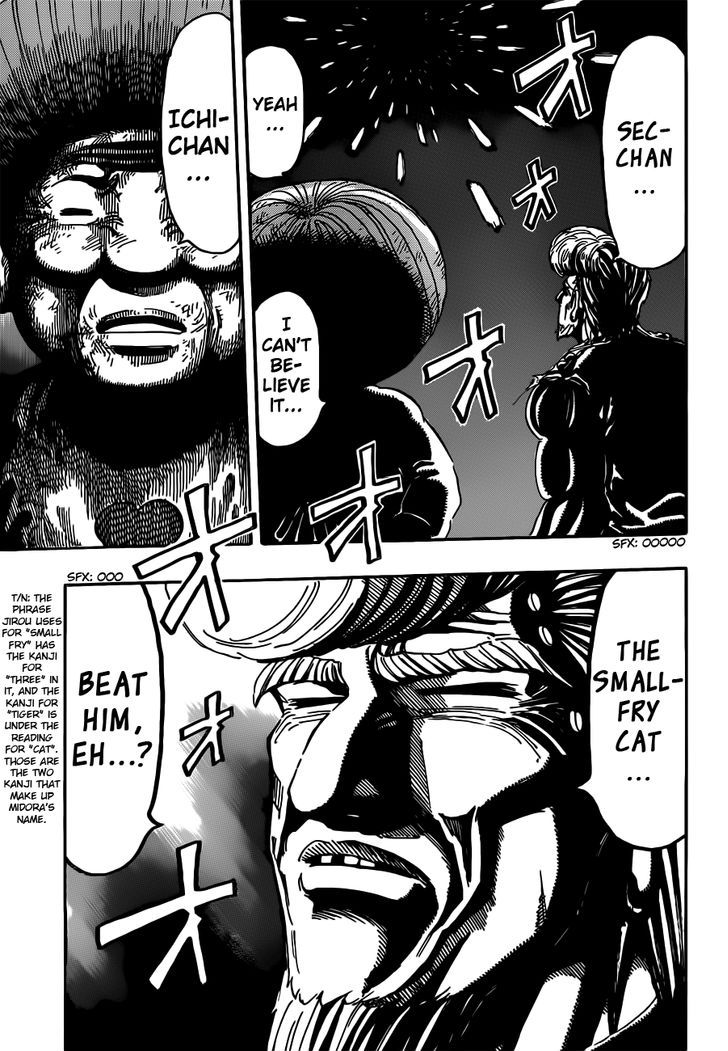 SEC-
CHAN
...
YEAH
...
I
CAN'T
BE-
LIEVE
IT...
オ
オ
オ
オ
オ
SFX: OOOOO
ICHI-
CHAN
...
SFX: OOO
THE
SMALL-
FRY
CAT
...
BEAT
HIM,
EH...?
オ
オ
オ
T/N: THE
PHRASE
JIROU USES
FOR "SMALL
FRY" HAS
THE KANJI
FOR
"THREE" IN
IT, AND THE
KANJI FOR
"TIGER" IS
UNDER THE
READING
FOR "CAT".
THOSE ARE
THE TWO
KANJI THAT
MAKE UP
MIDORA'S
NAME.